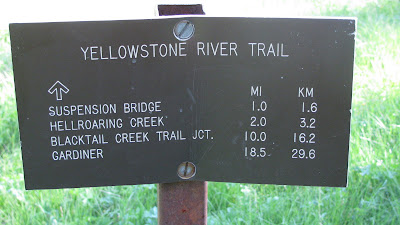 YELLOWSTONE RIVER TRAIL
MI KM
SUSPENSION BRIDGE 1.0 1.6
HELLROARING CREEK 2.0 3.2
BLACKTAIL CREEK TRAIL JCT. 10.0 16.2
GARDINER 18.5 29.6